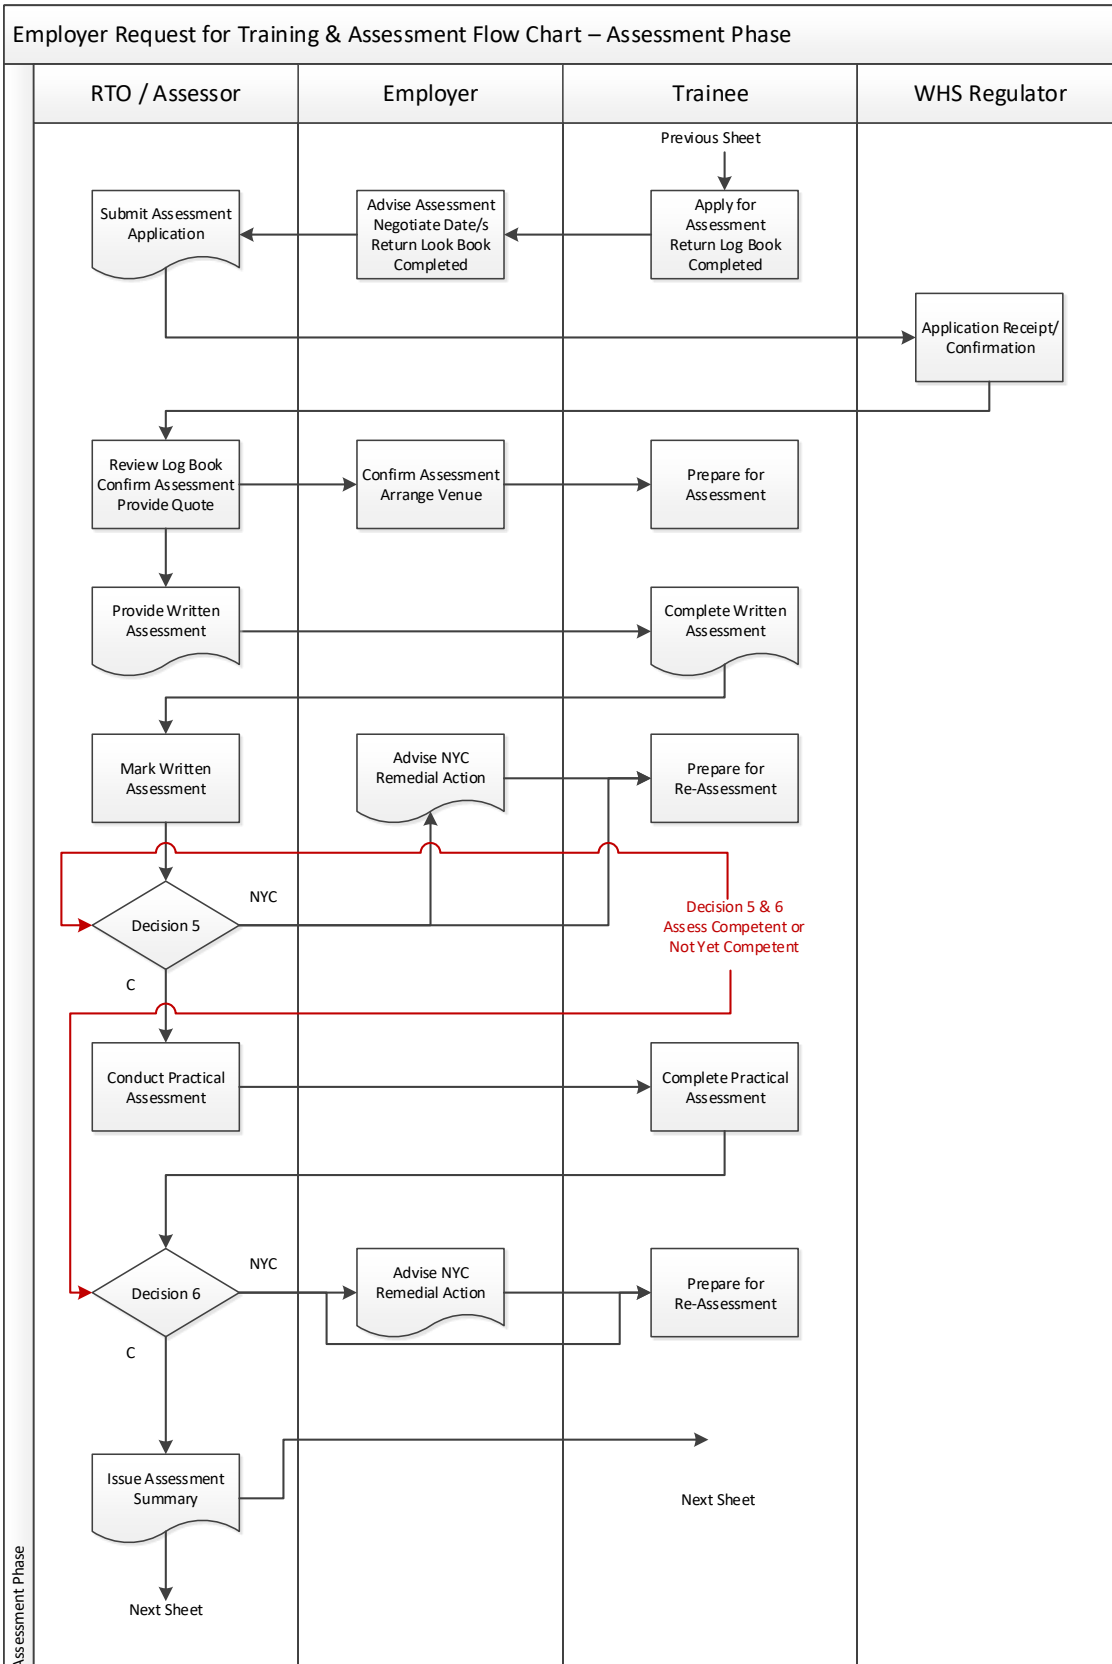 Employer Request for Training & Assessment Flow Chart – Assessment Phase
RTO / Assessor
Employer
Trainee
WHS Regulator
Previous Sheet
Submit Assessment
Application
Advise Assessment
Negotiate Date/s
Return Look Book
Completed
Apply for
Assessment
Return Log Book
Completed
Application Receipt/
Confirmation
Review Log Book
Confirm Assessment
Provide Quote
Confirm Assessment
Arrange Venue
Prepare for
Assessment
Provide Written
Assessment
Complete Written
Assessment
Mark Written
Assessment
Advise NYC
Remedial Action
Prepare for
Re-Assessment
Decision 5
NYC
C
Decision 5 & 6
Assess Competent or
Not Yet Competent
Conduct Practical
Assessment
Complete Practical
Assessment
Decision 6
NYC
C
Advise NYC
Remedial Action
Prepare for
Re-Assessment
Issue Assessment
Summary
Next Sheet
Next Sheet
Assessment Phase